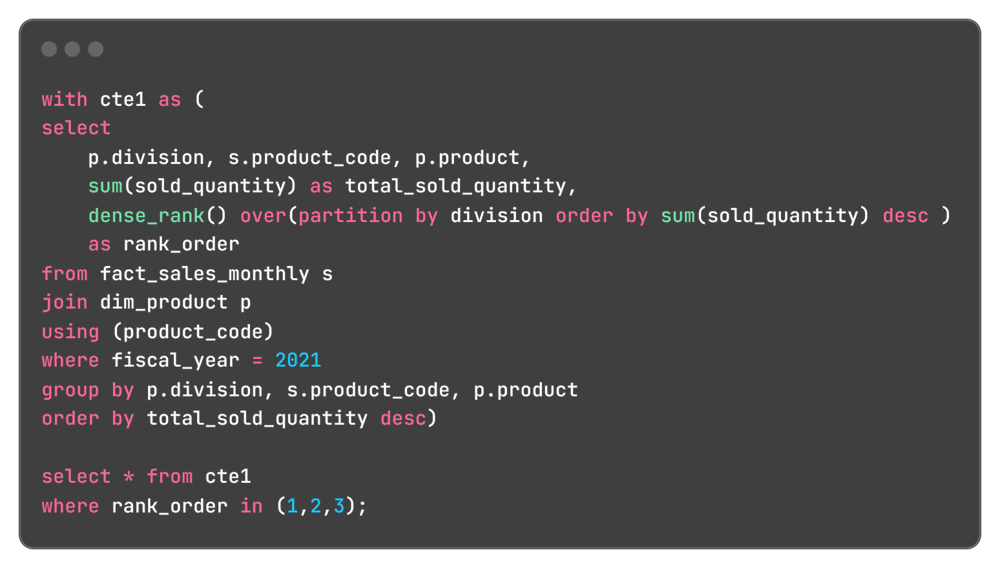 with cte1 as (
select
    p.division, s.product_code, p.product,
    sum(sold_quantity) as total_sold_quantity,
    dense_rank() over(partition by division order by sum(sold_quantity) desc )
    as rank_order
from fact_sales_monthly s
join dim_product p
using (product_code)
where fiscal_year = 2021
group by p.division, s.product_code, p.product
order by total_sold_quantity desc)

select * from cte1
where rank_order in (1,2,3);